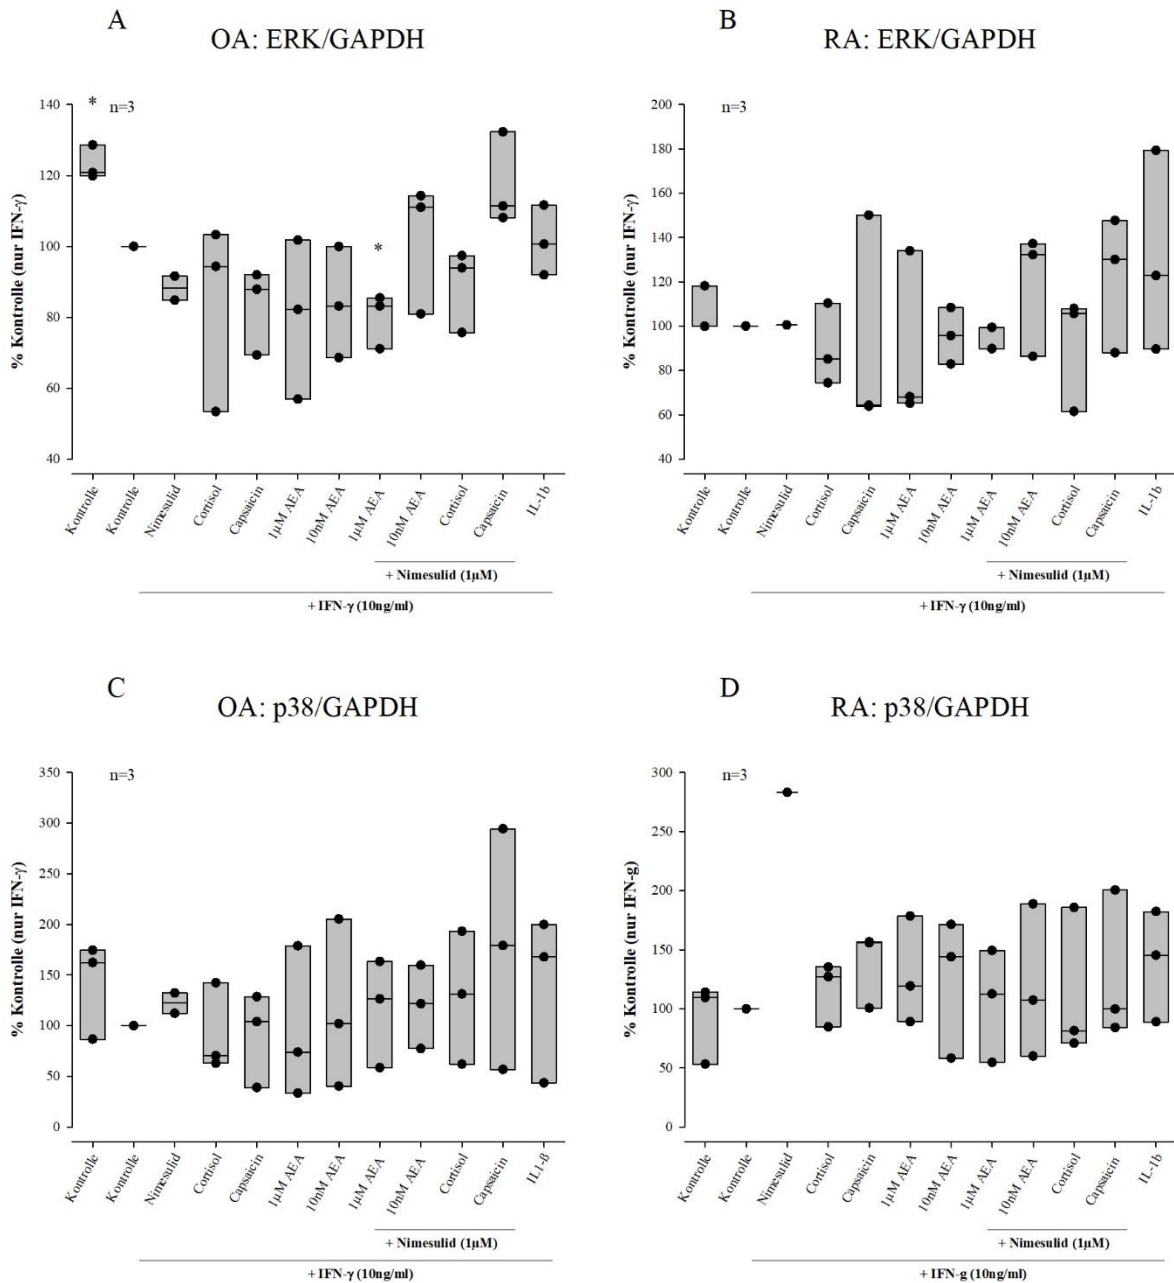 A
OA: ERK/GAPDH
% Kontrolle (nur IFN-γ)
140
120
100
80
60
40
*
n=3
*
Kontrolle
Kontrolle
Nimesulid
Cortisol
Capsaicin
1µM AEA
10nM AEA
1µM AEA
10nM AEA
Cortisol
Capsaicin
IL-1b
+ Nimesulid (1µM)
+ IFN-γ (10ng/ml)
B
RA: ERK/GAPDH
% Kontrolle (nur IFN-γ)
200
180
160
140
120
100
80
60
40
n=3
Kontrolle
Kontrolle
Nimesulid
Cortisol
Capsaicin
1µM AEA
10nM AEA
1µM AEA
10nM AEA
Cortisol
Capsaicin
IL-1b
+ Nimesulid (1µM)
+ IFN-γ (10ng/ml)
C
OA: p38/GAPDH
% Kontrolle (nur IFN-γ)
350
300
250
200
150
100
50
0
n=3
Kontrolle
Kontrolle
Nimesulid
Cortisol
Capsaicin
1µM AEA
10nM AEA
1µM AEA
10nM AEA
Cortisol
Capsaicin
IL1-ß
+ Nimesulid (1µM)
+ IFN-γ (10ng/ml)
D
RA: p38/GAPDH
% Kontrolle (nur IFN-g)
300
250
200
150
100
50
0
n=3
Kontrolle
Kontrolle
Nimesulid
Cortisol
Capsaicin
1µM AEA
10nM AEA
1µM AEA
10nM AEA
Cortisol
Capsaicin
IL-1b
+ Nimesulid (1µM)
+ IFN-g (10ng/ml)